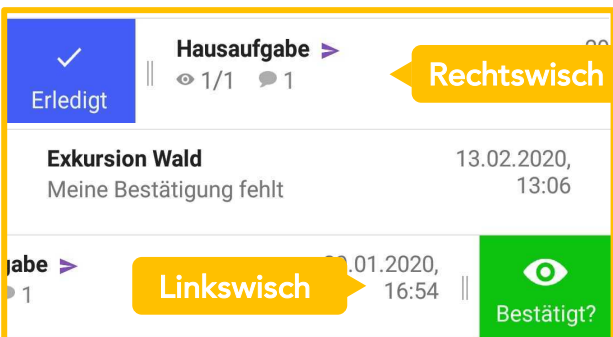 Erledigt
Hausaufgabe
1/1 1
Rechtswisch
Exkursion Wald
Meine Bestätigung fehlt
13.02.2020,
13:06
1
Linkswisch
.01.2020,
16:54
Bestätigt?